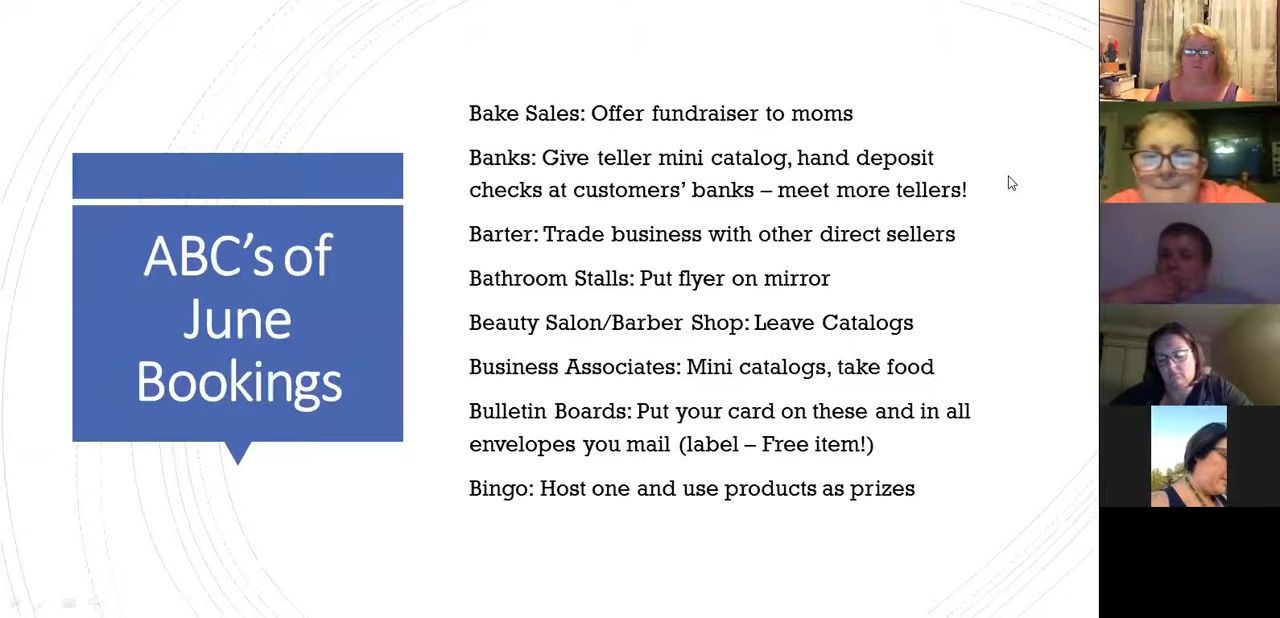 ABC's of
June
Bookings
Bake Sales: Offer fundraiser to moms
Banks: Give teller mini catalog, hand deposit
checks at customers' banks – meet more tellers!
Barter: Trade business with other direct sellers
Bathroom Stalls: Put flyer on mirror
Beauty Salon/Barber Shop: Leave Catalogs
Business Associates: Mini catalogs, take food
Bulletin Boards: Put your card on these and in all
envelopes you mail (label – Free item!)
Bingo: Host one and use products as prizes